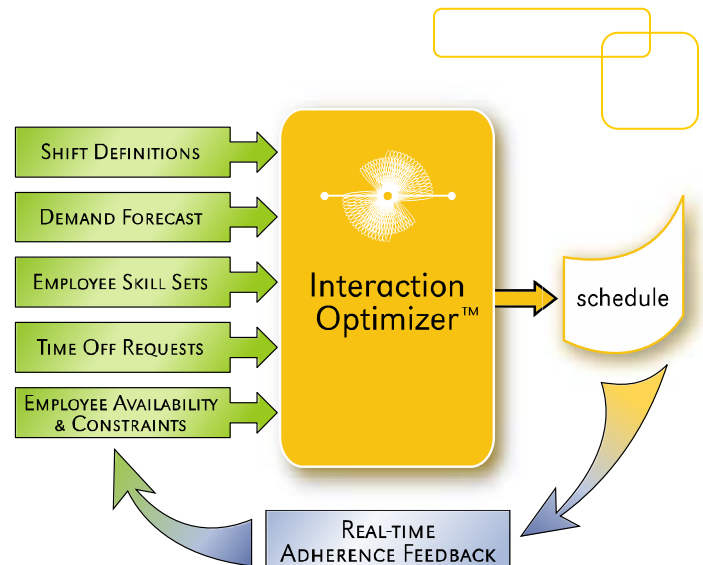 SHIFT DEFINITIONS
DEMAND FORECAST
EMPLOYEE SKILL SETS
TIME OFF REQUESTS
EMPLOYEE AVAILABILITY
& CONSTRAINTS
Interaction
Optimizer™
schedule
REAL-TIME
ADHERENCE FEEDBACK